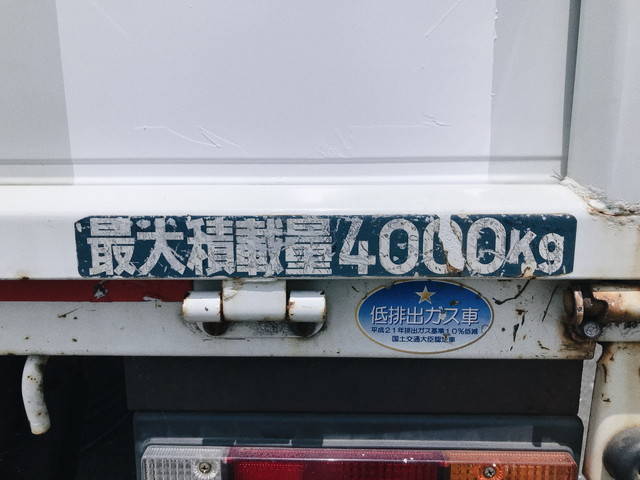 最大積載量4000Kg
低排出ガス車
平成21年排出ガス基準10%低減
国土交通大臣認定車